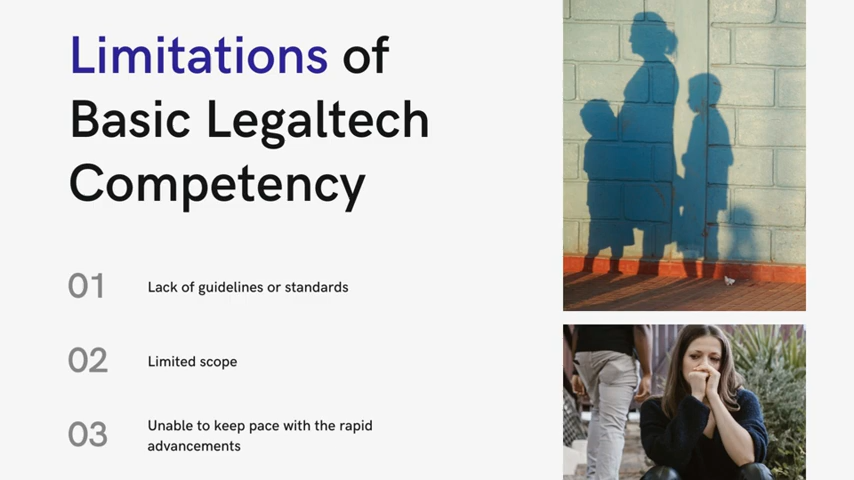 Limitations of
Basic Legaltech
Competency
01
Lack of guidelines or standards
02
Limited scope
03
Unable to keep pace with the rapid
advancements